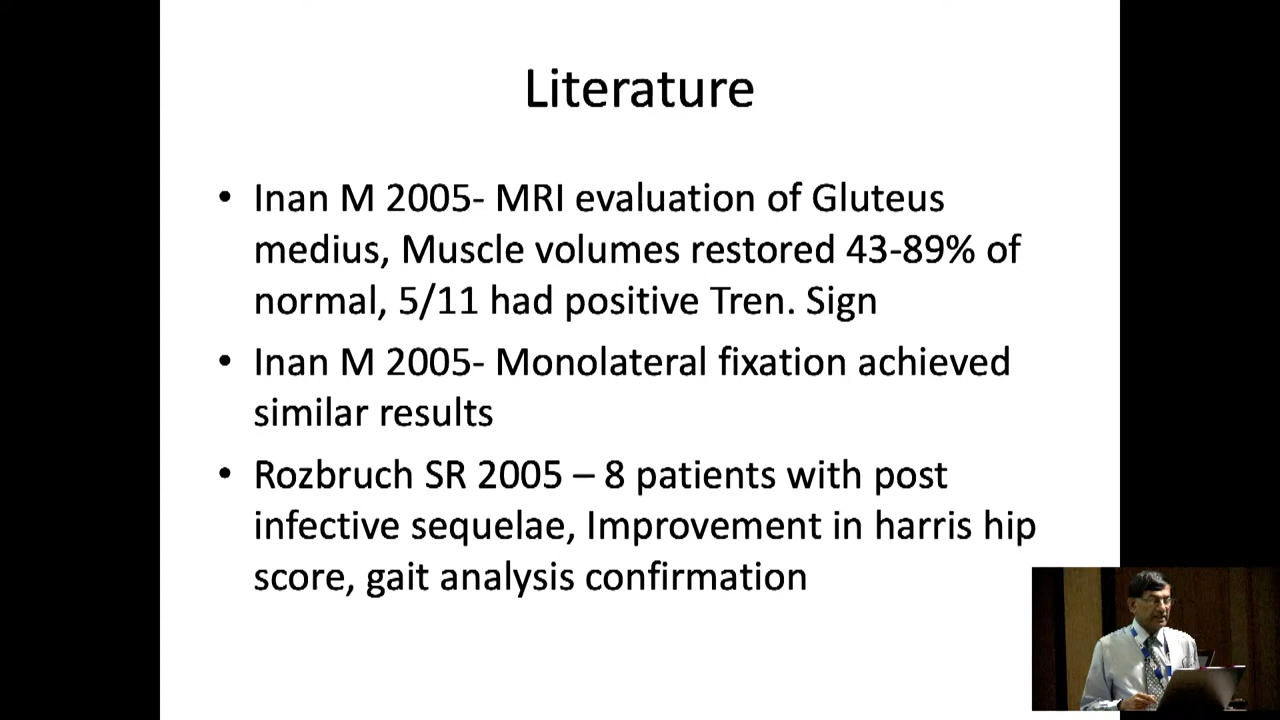 Literature
• Inan M 2005- MRI evaluation of Gluteus
medius, Muscle volumes restored 43-89% of
normal, 5/11 had positive Tren. Sign
• Inan M 2005- Monolateral fixation achieved
similar results
• Rozbruch SR 2005 – 8 patients with post
infective sequelae, Improvement in harris hip
score, gait analysis confirmation